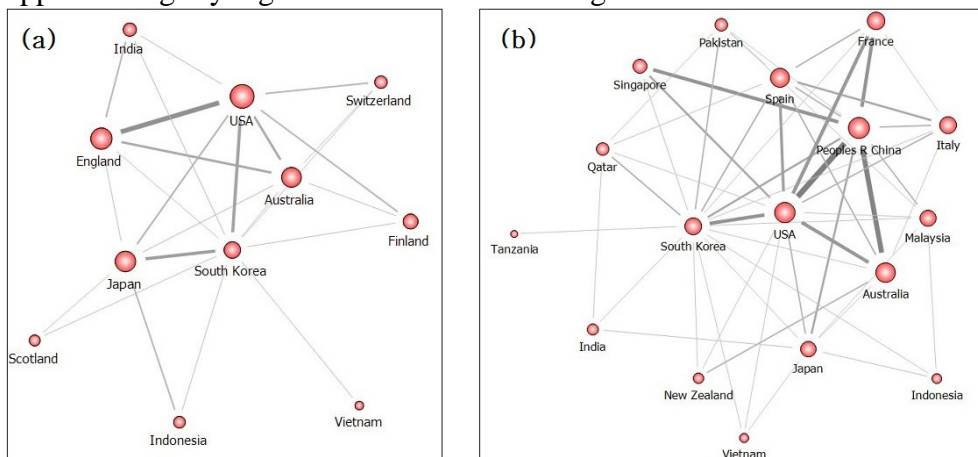 (a)
India
USA
Switzerland
England
Australia
Finland
South Korea
Japan
Scotland
Vietnam
Indonesia
(b)
France
Pakistan
Singapore
Spain
Peoples R China
Italy
Qatar
USA
Malaysia
South Korea
Tanzania
Australia
India
Japan
New Zealand
Indonesia
Vietnam